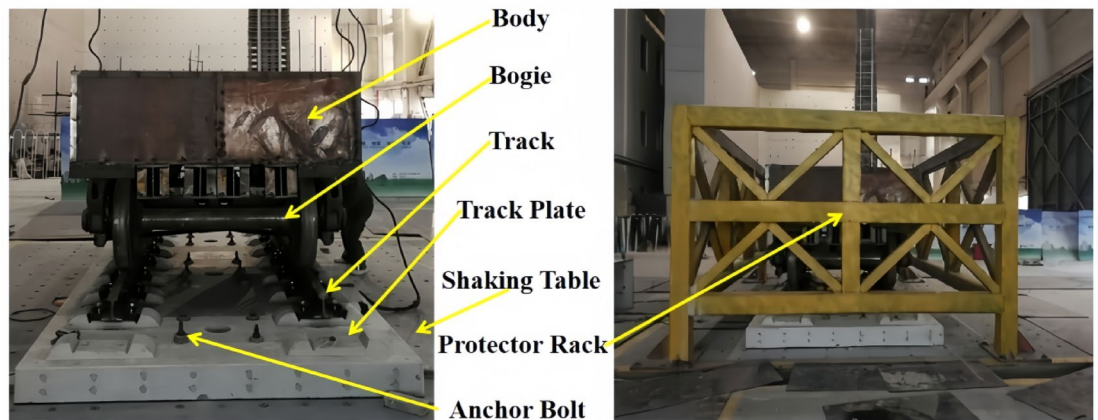 Body
Bogie
Track
Track Plate
Shaking Table
Protector Rack
Anchor Bolt